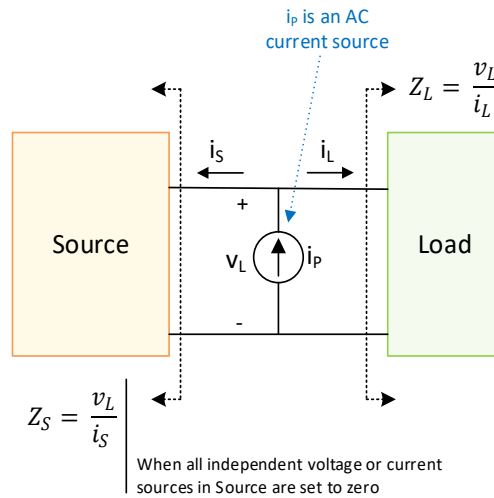 iP is an AC
current source
ZL = vL/iL
iS
iL
+
Source
vL
iP
Load
-
ZS = vL/iS
When all independent voltage or current
sources in Source are set to zero